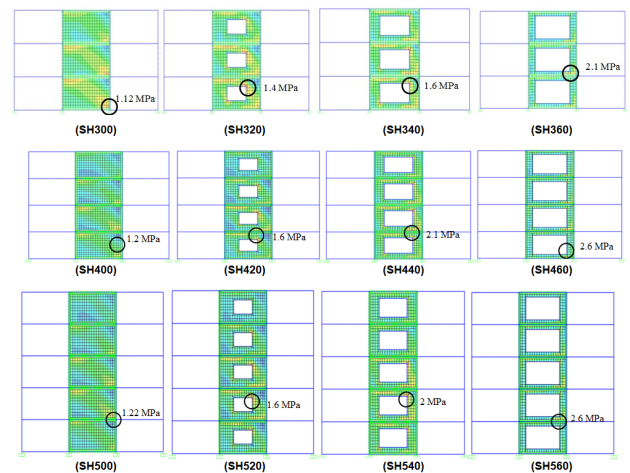 1.12 MPa
1.4 MPa
1.6 MPa
2.1 MPa
(SH300)
(SH320)
(SH340)
(SH360)
1.2 MPa
1.6 MPa
2.1 MPa
2.6 MPa
(SH400)
(SH420)
(SH440)
(SH460)
1.22 MPa
1.6 MPa
2 MPa
2.6 MPa
(SH500)
(SH520)
(SH540)
(SH560)